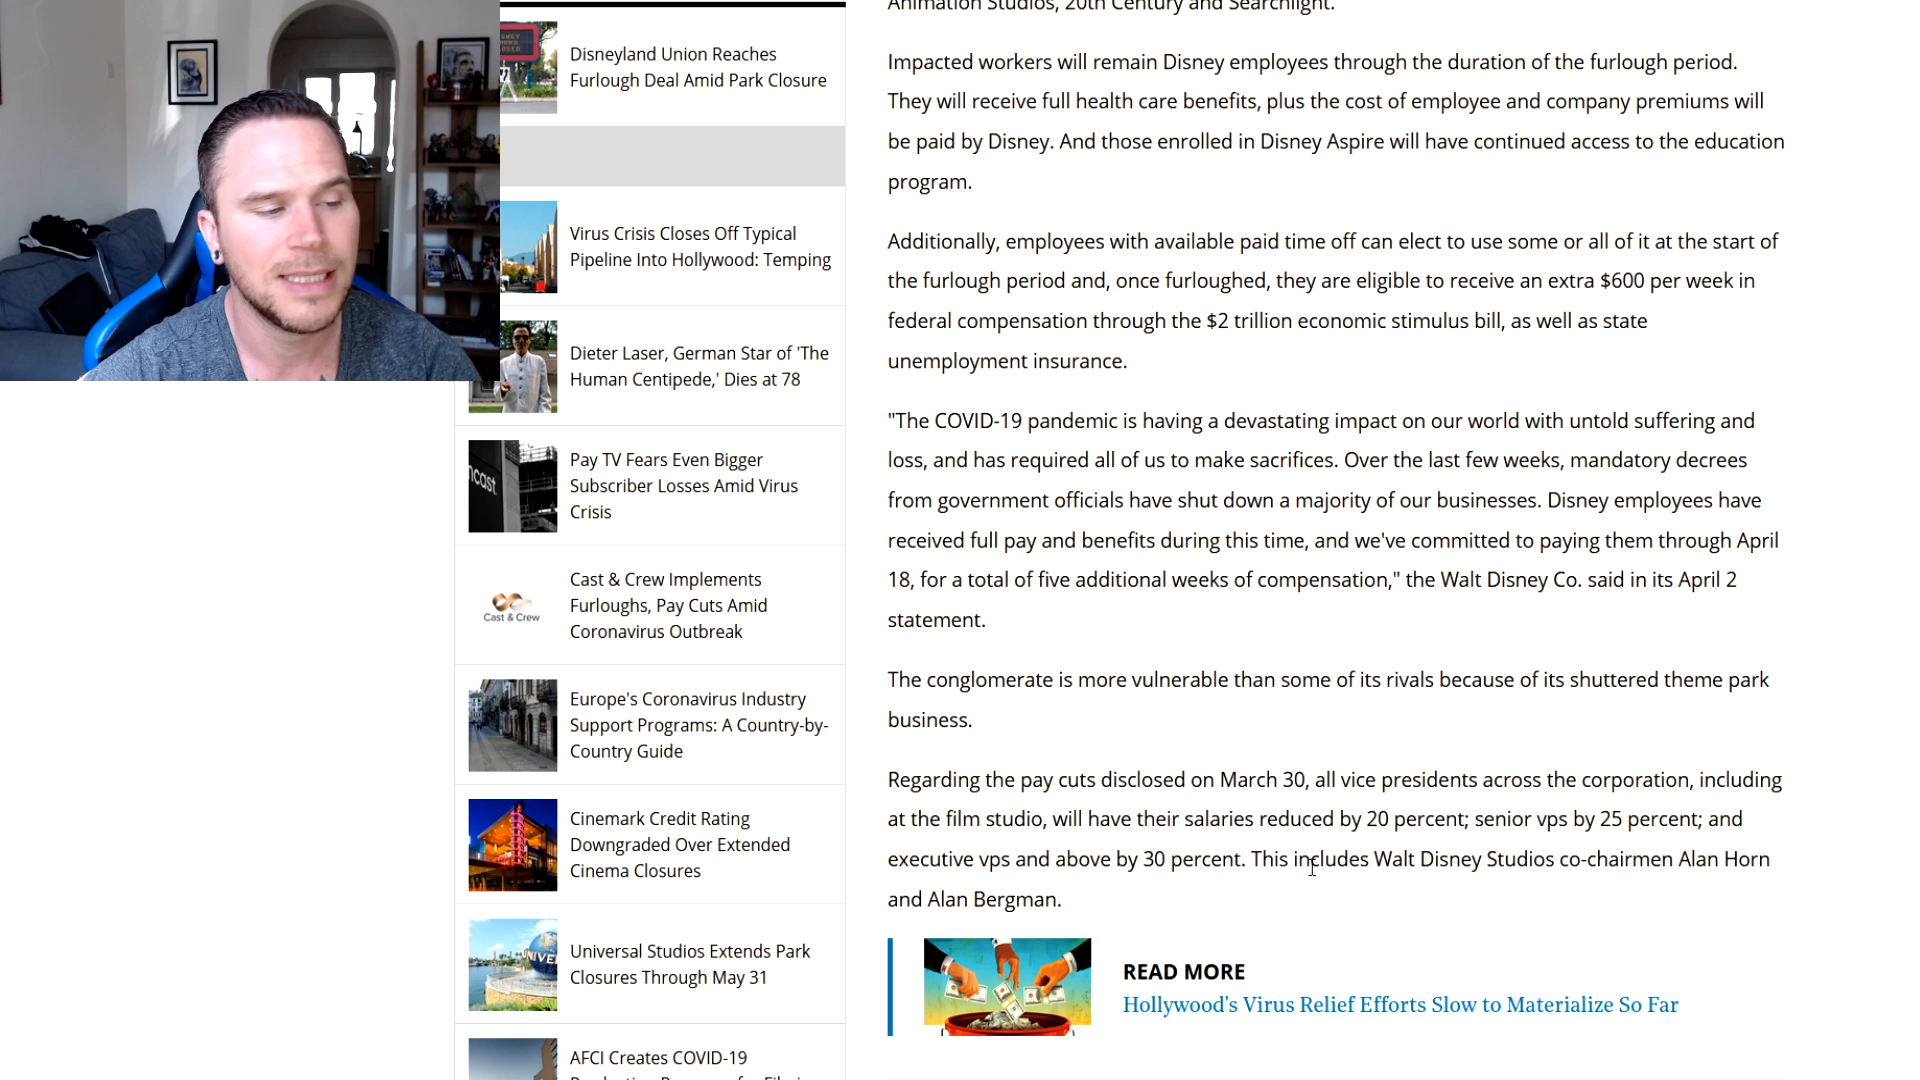 Disneyland Union Reaches
Furlough Deal Amid Park Closure
Virus Crisis Closes Off Typical
Pipeline Into Hollywood: Temping
Dieter Laser, German Star of 'The
Human Centipede,' Dies at 78
ncast
Pay TV Fears Even Bigger
Subscriber Losses Amid Virus
Crisis
Cast & Crew
Cast & Crew Implements
Furloughs, Pay Cuts Amid
Coronavirus Outbreak
Europe's Coronavirus Industry
Support Programs: A Country-by-
Country Guide
Cinemark Credit Rating
Downgraded Over Extended
Cinema Closures
UNIVE
Universal Studios Extends Park
Closures Through May 31
AFCI Creates COVID-19
Animation Studios, 20th Century and Searchlight.
Impacted workers will remain Disney employees through the duration of the furlough period.
They will receive full health care benefits, plus the cost of employee and company premiums will
be paid by Disney. And those enrolled in Disney Aspire will have continued access to the education
program.
Additionally, employees with available paid time off can elect to use some or all of it at the start of
the furlough period and, once furloughed, they are eligible to receive an extra $600 per week in
federal compensation through the $2 trillion economic stimulus bill, as well as state
unemployment insurance.
"The COVID-19 pandemic is having a devastating impact on our world with untold suffering and
loss, and has required all of us to make sacrifices. Over the last few weeks, mandatory decrees
from government officials have shut down a majority of our businesses. Disney employees have
received full pay and benefits during this time, and we've committed to paying them through April
18, for a total of five additional weeks of compensation," the Walt Disney Co. said in its April 2
statement.
The conglomerate is more vulnerable than some of its rivals because of its shuttered theme park
business.
Regarding the pay cuts disclosed on March 30, all vice presidents across the corporation, including
at the film studio, will have their salaries reduced by 20 percent; senior vps by 25 percent; and
executive vps and above by 30 percent. This includes Walt Disney Studios co-chairmen Alan Horn
and Alan Bergman.
READ MORE
Hollywood's Virus Relief Efforts Slow to Materialize So Far